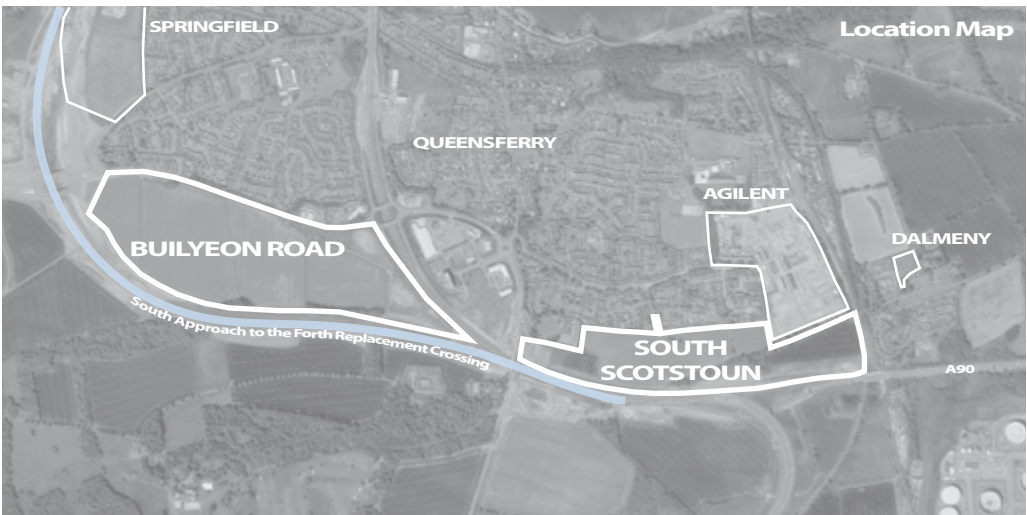 SPRINGFIELD
Location Map
QUEENSFERRY
AGILENT
DALMENY
BUILYEON ROAD
South Approach to the Forth Replacement Crossing
SOUTH
SCOTSTOUN
A90